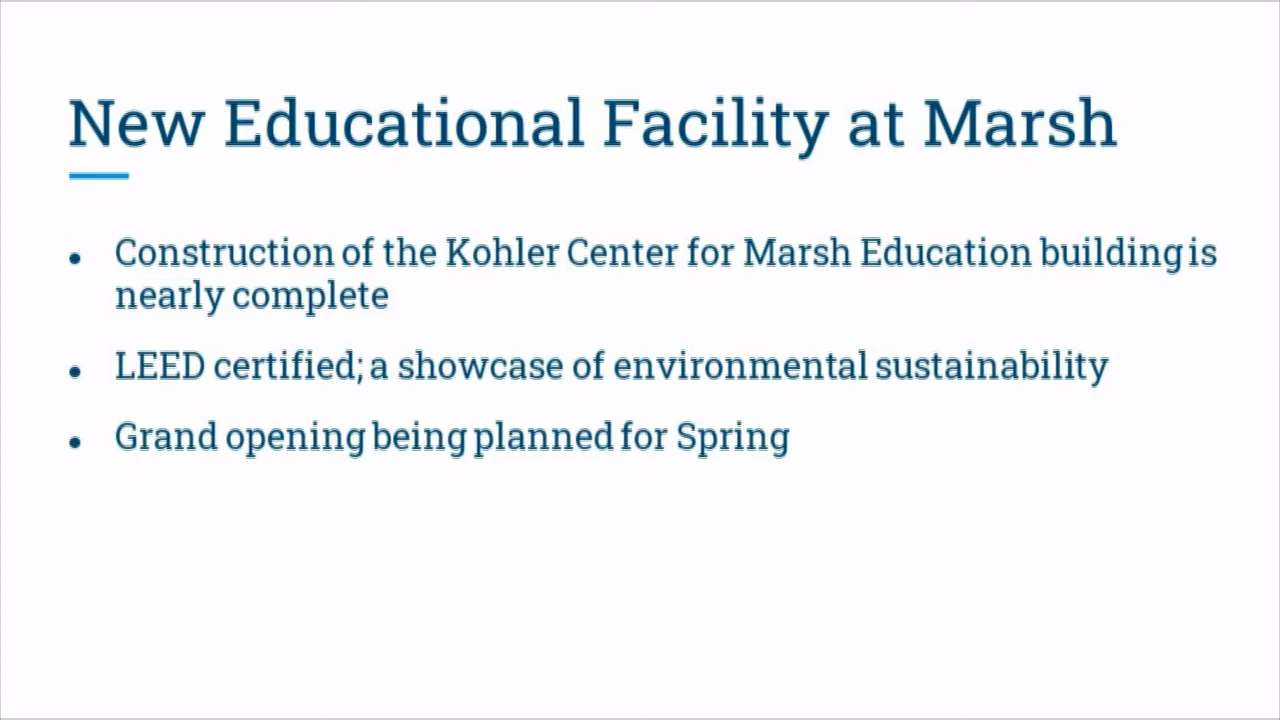 New Educational Facility at Marsh
• Construction of the Kohler Center for Marsh Education building is
nearly complete
• LEED certified; a showcase of environmental sustainability
• Grand opening being planned for Spring